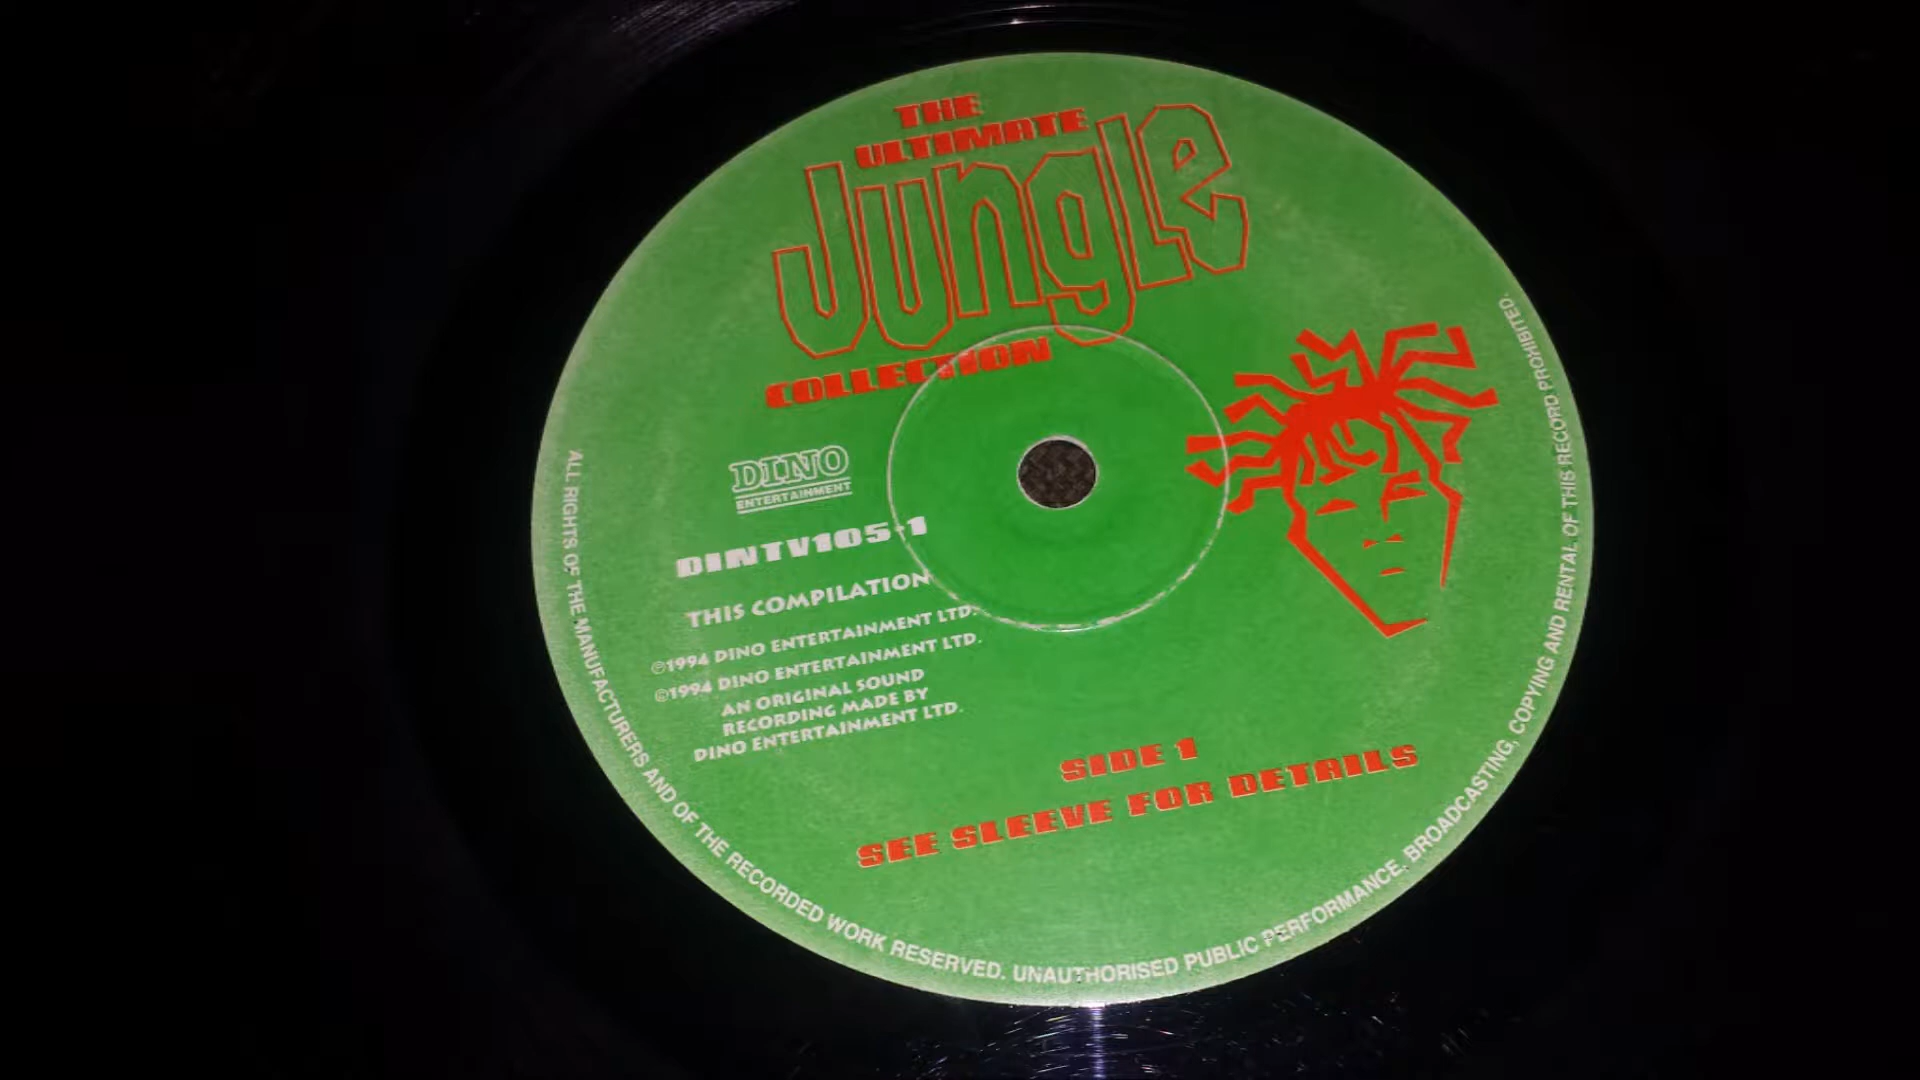 THE
ULTIMATE
Jungle
COLLECTION
DINO
ENTERTAINMENT
DINTV105-1
THIS COMPILATION
℗1994 DINO ENTERTAINMENT LTD.
©1994 DINO ENTERTAINMENT LTD.
AN ORIGINAL SOUND
RECORDING MADE BY
DINO ENTERTAINMENT LTD.
SIDE 1
SEE SLEEVE FOR DETAILS
ALL RIGHTS OF THE MANUFACTURERS AND OF THE RECORDED WORK RESERVED. UNAUTHORISED PUBLIC PERFORMANCE. BROADCASTING, COPYING AND RENTAL OF THIS RECORD PROHIBITED.